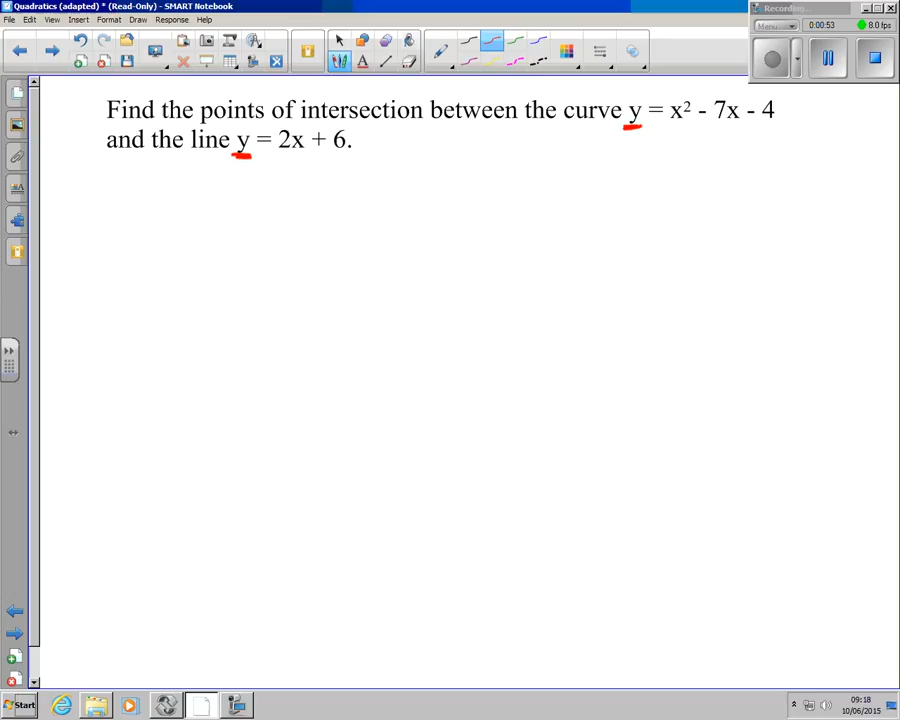 Quadratics (adapted) * (Read-Only) - SMART Notebook
Recording...
File Edit View Insert Format Draw Response Help
Menu 0:00:53 8.0 fps
Find the points of intersection between the curve y = x² - 7x - 4
and the line y = 2x + 6.
Start
09:18
10/06/2015